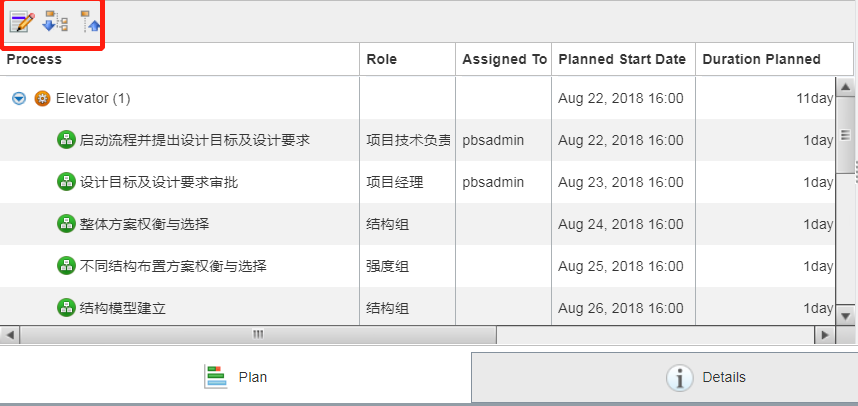 Process Role Assigned To Planned Start Date Duration Planned
Elevator (1) Aug 22, 2018 16:00 11day
启动流程并提出设计目标及设计要求 项目技术负责 pbsadmin Aug 22, 2018 16:00 1day
设计目标及设计要求审批 项目经理 pbsadmin Aug 23, 2018 16:00 1day
整体方案权衡与选择 结构组 Aug 24, 2018 16:00 1day
不同结构布置方案权衡与选择 强度组 Aug 25, 2018 16:00 1day
结构模型建立 结构组 Aug 26, 2018 16:00 1day
Plan Details